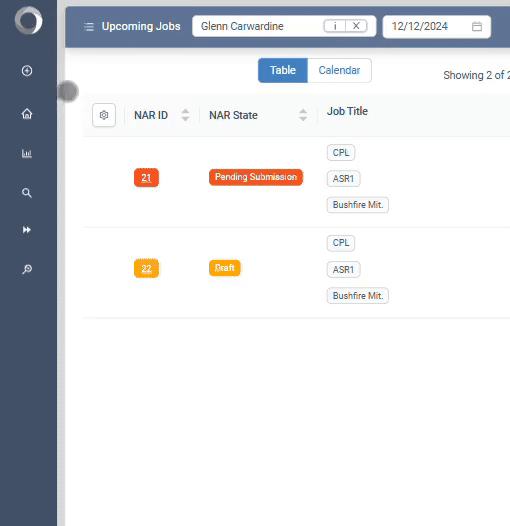 Upcoming Jobs
Glenn Carwardine
i X
12/12/2024
Table Calendar
Showing 2 of
NAR ID NAR State Job Title
CPL
21 Pending Submission ASR1
Bushfire Mit.
CPL
22 Draft ASR1
Bushfire Mit.